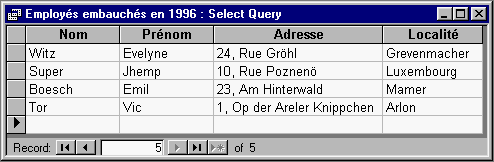 Employés embauchés en 1996 : Select Query
Nom Prénom Adresse Localité
Witz Evelyne 24, Rue Gröhl Grevenmacher
Super Jhemp 10, Rue Poznenö Luxembourg
Boesch Emil 23, Am Hinterwald Mamer
Tor Vic 1, Op der Areler Knippchen Arlon
Record: 5 of 5